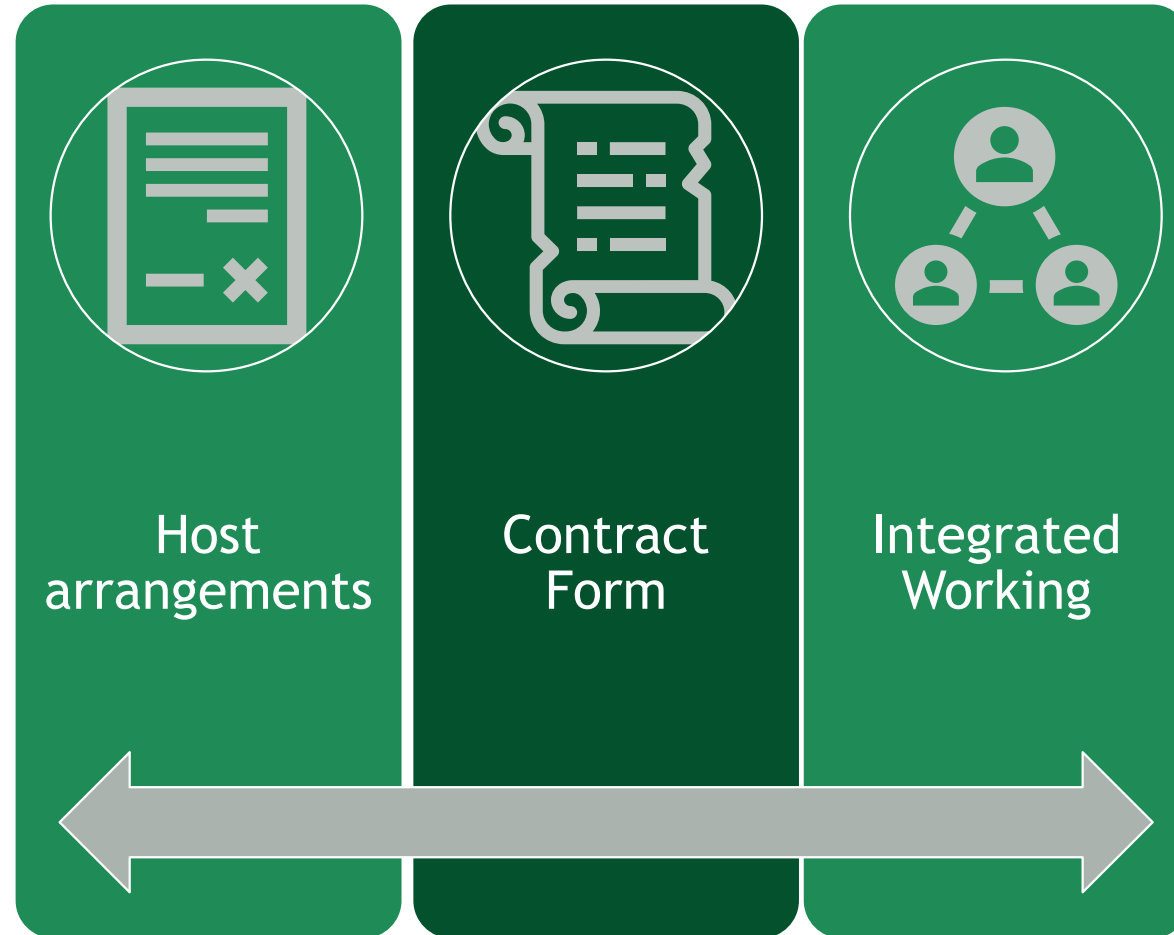 Host
arrangements
Contract
Form
Integrated
Working